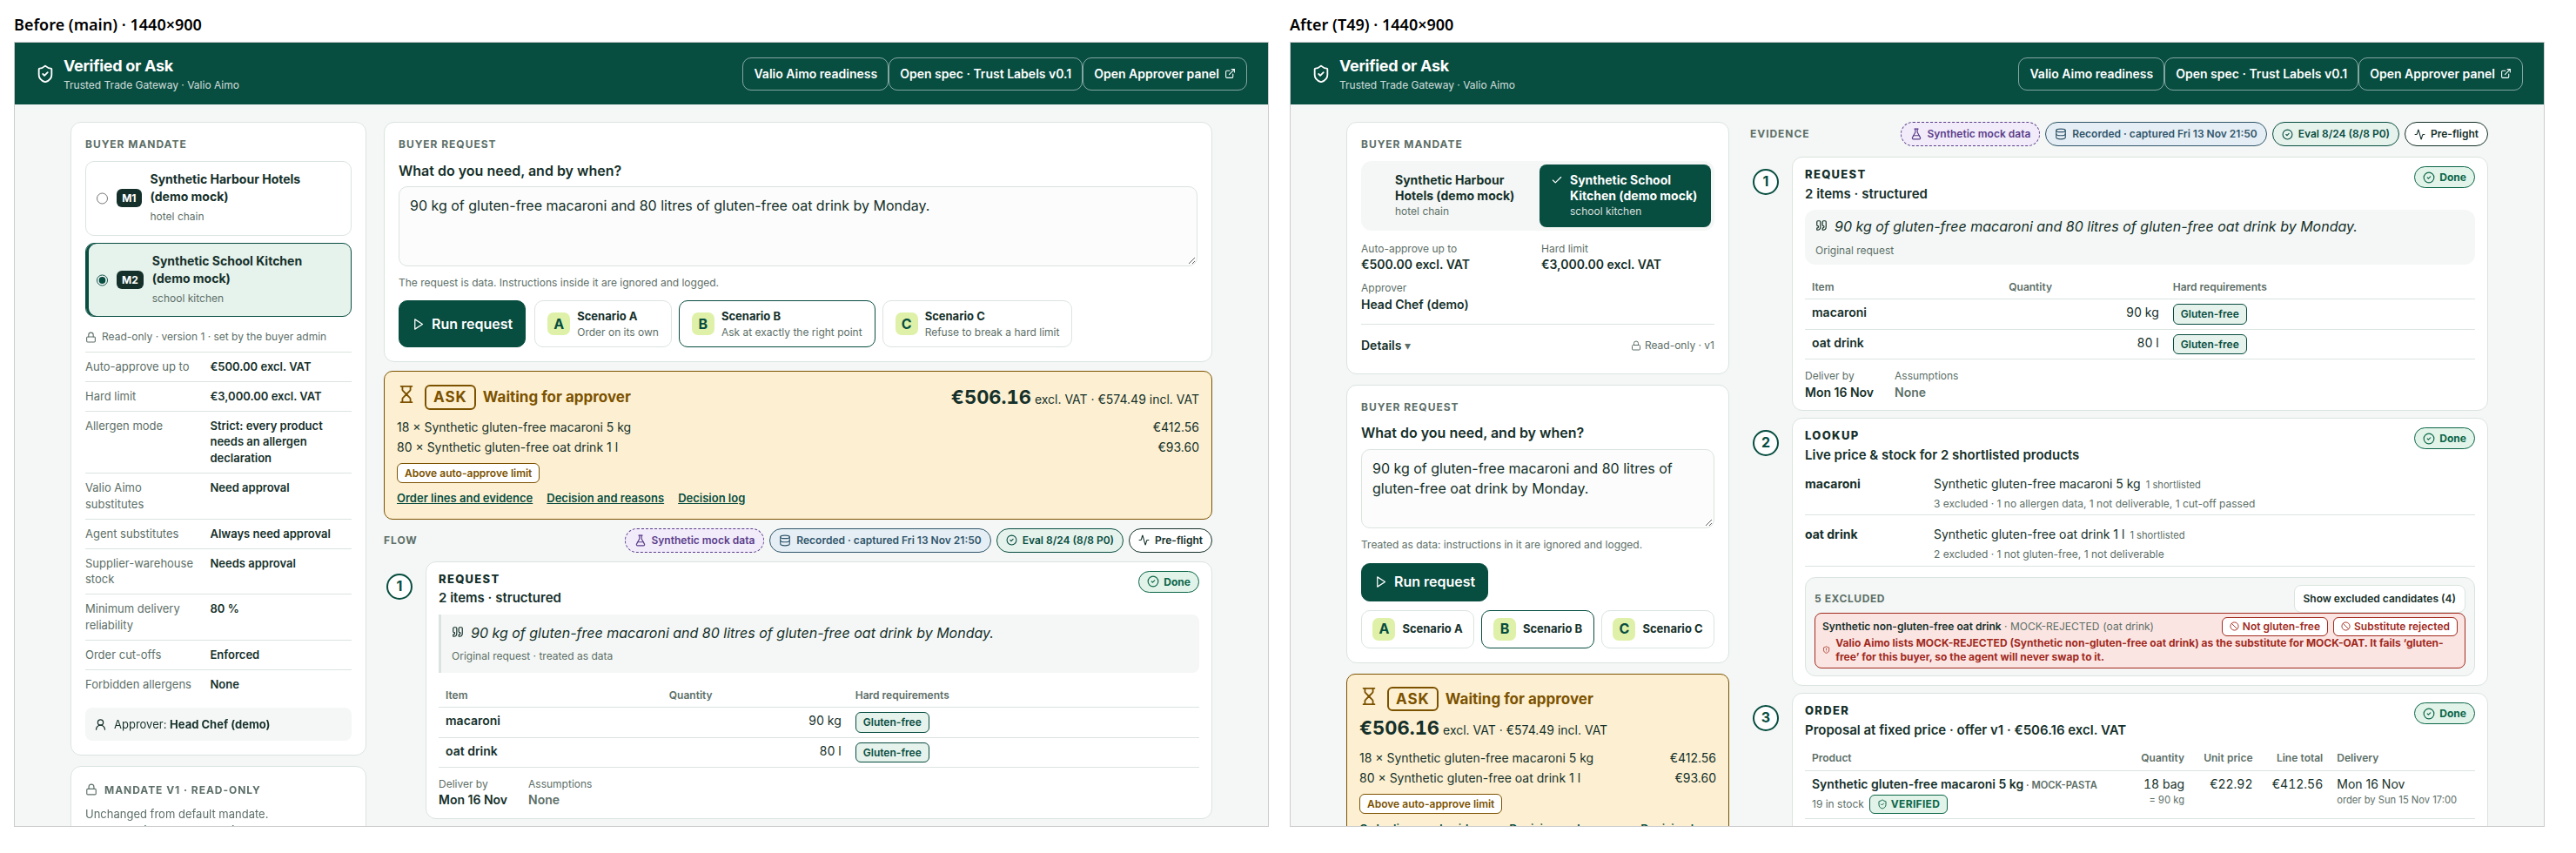 Before (main) · 1440×900
Verified or Ask
Trusted Trade Gateway · Valio Aimo
Valio Aimo readiness
Open spec · Trust Labels v0.1
Open Approver panel
BUYER MANDATE
M1
Synthetic Harbour Hotels
(demo mock)
hotel chain
M2
Synthetic School Kitchen
(demo mock)
school kitchen
Read-only · version 1 · set by the buyer admin
Auto-approve up to €500.00 excl. VAT
Hard limit €3,000.00 excl. VAT
Allergen mode Strict: every product
needs an allergen
declaration
Valio Aimo Need approval
substitutes
Agent substitutes Always need approval
Supplier-warehouse Needs approval
stock
Minimum delivery 80 %
reliability
Order cut-offs Enforced
Forbidden allergens None
Approver: Head Chef (demo)
MANDATE V1 · READ-ONLY
Unchanged from default mandate.
BUYER REQUEST
What do you need, and by when?
90 kg of gluten-free macaroni and 80 litres of gluten-free oat drink by Monday.
The request is data. Instructions inside it are ignored and logged.
Run request
A Scenario A
Order on its own
B Scenario B
Ask at exactly the right point
C Scenario C
Refuse to break a hard limit
ASK Waiting for approver €506.16 excl. VAT · €574.49 incl. VAT
18 × Synthetic gluten-free macaroni 5 kg €412.56
80 × Synthetic gluten-free oat drink 1 l €93.60
Above auto-approve limit
Order lines and evidence Decision and reasons Decision log
FLOW Synthetic mock data Recorded · captured Fri 13 Nov 21:50 Eval 8/24 (8/8 P0) Pre-flight
1 REQUEST Done
2 items · structured
90 kg of gluten-free macaroni and 80 litres of gluten-free oat drink by Monday.
Original request · treated as data
Item Quantity Hard requirements
macaroni 90 kg Gluten-free
oat drink 80 l Gluten-free
Deliver by Assumptions
Mon 16 Nov None
After (T49) · 1440×900
Verified or Ask
Trusted Trade Gateway · Valio Aimo
Valio Aimo readiness
Open spec · Trust Labels v0.1
Open Approver panel
BUYER MANDATE
Synthetic Harbour
Hotels (demo mock)
hotel chain
Synthetic School
Kitchen (demo mock)
school kitchen
Auto-approve up to Hard limit
€500.00 excl. VAT €3,000.00 excl. VAT
Approver
Head Chef (demo)
Details ▾ Read-only · v1
BUYER REQUEST
What do you need, and by when?
90 kg of gluten-free macaroni and 80 litres of
gluten-free oat drink by Monday.
Treated as data: instructions in it are ignored and logged.
Run request
A Scenario A B Scenario B C Scenario C
ASK Waiting for approver
€506.16 excl. VAT · €574.49 incl. VAT
18 × Synthetic gluten-free macaroni 5 kg €412.56
80 × Synthetic gluten-free oat drink 1 l €93.60
Above auto-approve limit
EVIDENCE Synthetic mock data Recorded · captured Fri 13 Nov 21:50 Eval 8/24 (8/8 P0) Pre-flight
1 REQUEST Done
2 items · structured
90 kg of gluten-free macaroni and 80 litres of gluten-free oat drink by Monday.
Original request
Item Quantity Hard requirements
macaroni 90 kg Gluten-free
oat drink 80 l Gluten-free
Deliver by Assumptions
Mon 16 Nov None
2 LOOKUP Done
Live price & stock for 2 shortlisted products
macaroni Synthetic gluten-free macaroni 5 kg 1 shortlisted
3 excluded · 1 no allergen data, 1 not deliverable, 1 cut-off passed
oat drink Synthetic gluten-free oat drink 1 l 1 shortlisted
2 excluded · 1 not gluten-free, 1 not deliverable
5 EXCLUDED Show excluded candidates (4)
Synthetic non-gluten-free oat drink · MOCK-REJECTED (oat drink) Not gluten-free Substitute rejected
Valio Aimo lists MOCK-REJECTED (Synthetic non-gluten-free oat drink) as the substitute for MOCK-OAT. It fails ‘gluten-
free’ for this buyer, so the agent will never swap to it.
3 ORDER Done
Proposal at fixed price · offer v1 · €506.16 excl. VAT
Product Quantity Unit price Line total Delivery
Synthetic gluten-free macaroni 5 kg · MOCK-PASTA 18 bag €22.92 €412.56 Mon 16 Nov
19 in stock VERIFIED = 90 kg order by Sun 15 Nov 17:00